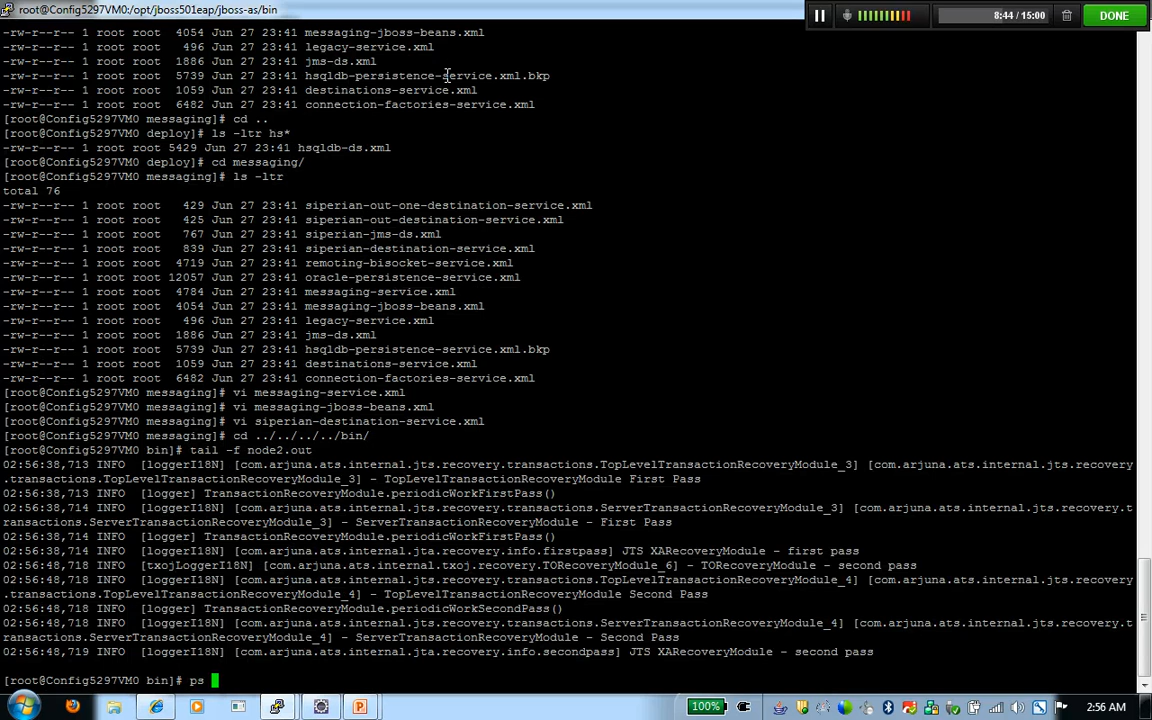 root@Config5297VM0:/opt/jboss501eap/jboss-as/bin
8:44 / 15:00
DONE
-rw-r--r-- 1 root root  4054 Jun 27 23:41 messaging-jboss-beans.xml
-rw-r--r-- 1 root root   496 Jun 27 23:41 legacy-service.xml
-rw-r--r-- 1 root root  1886 Jun 27 23:41 jms-ds.xml
-rw-r--r-- 1 root root  5739 Jun 27 23:41 hsqldb-persistence-service.xml.bkp
-rw-r--r-- 1 root root  1059 Jun 27 23:41 destinations-service.xml
-rw-r--r-- 1 root root  6482 Jun 27 23:41 connection-factories-service.xml
[root@Config5297VM0 messaging]# cd ..
[root@Config5297VM0 deploy]# ls -ltr hs*
-rw-r--r-- 1 root root 5429 Jun 27 23:41 hsqldb-ds.xml
[root@Config5297VM0 deploy]# cd messaging/
[root@Config5297VM0 messaging]# ls -ltr
total 76
-rw-r--r-- 1 root root   429 Jun 27 23:41 siperian-out-one-destination-service.xml
-rw-r--r-- 1 root root   425 Jun 27 23:41 siperian-out-destination-service.xml
-rw-r--r-- 1 root root   767 Jun 27 23:41 siperian-jms-ds.xml
-rw-r--r-- 1 root root   839 Jun 27 23:41 siperian-destination-service.xml
-rw-r--r-- 1 root root  4719 Jun 27 23:41 remoting-bisocket-service.xml
-rw-r--r-- 1 root root 12057 Jun 27 23:41 oracle-persistence-service.xml
-rw-r--r-- 1 root root  4784 Jun 27 23:41 messaging-service.xml
-rw-r--r-- 1 root root  4054 Jun 27 23:41 messaging-jboss-beans.xml
-rw-r--r-- 1 root root   496 Jun 27 23:41 legacy-service.xml
-rw-r--r-- 1 root root  1886 Jun 27 23:41 jms-ds.xml
-rw-r--r-- 1 root root  5739 Jun 27 23:41 hsqldb-persistence-service.xml.bkp
-rw-r--r-- 1 root root  1059 Jun 27 23:41 destinations-service.xml
-rw-r--r-- 1 root root  6482 Jun 27 23:41 connection-factories-service.xml
[root@Config5297VM0 messaging]# vi messaging-service.xml
[root@Config5297VM0 messaging]# vi messaging-jboss-beans.xml
[root@Config5297VM0 messaging]# vi siperian-destination-service.xml
[root@Config5297VM0 messaging]# cd ../../../../bin/
[root@Config5297VM0 bin]# tail -f node2.out
02:56:38,713 INFO  [loggerI18N] [com.arjuna.ats.internal.jts.recovery.transactions.TopLevelTransactionRecoveryModule_3] [com.arjuna.ats.internal.jts.recovery
.transactions.TopLevelTransactionRecoveryModule_3] - TopLevelTransactionRecoveryModule First Pass
02:56:38,713 INFO  [logger] TransactionRecoveryModule.periodicWorkFirstPass()
02:56:38,714 INFO  [loggerI18N] [com.arjuna.ats.internal.jts.recovery.transactions.ServerTransactionRecoveryModule_3] [com.arjuna.ats.internal.jts.recovery.t
ransactions.ServerTransactionRecoveryModule_3] - ServerTransactionRecoveryModule - First Pass
02:56:38,714 INFO  [logger] TransactionRecoveryModule.periodicWorkFirstPass()
02:56:38,714 INFO  [loggerI18N] [com.arjuna.ats.internal.jts.recovery.info.firstpass] JTS XARecoveryModule - first pass
02:56:48,718 INFO  [txojLoggerI18N] [com.arjuna.ats.internal.txoj.recovery.TORecoveryModule_6] - TORecoveryModule - second pass
02:56:48,718 INFO  [loggerI18N] [com.arjuna.ats.internal.jts.recovery.transactions.TopLevelTransactionRecoveryModule_4] [com.arjuna.ats.internal.jts.recovery
.transactions.TopLevelTransactionRecoveryModule_4] - TopLevelTransactionRecoveryModule Second Pass
02:56:48,718 INFO  [logger] TransactionRecoveryModule.periodicWorkSecondPass()
02:56:48,718 INFO  [loggerI18N] [com.arjuna.ats.internal.jts.recovery.transactions.ServerTransactionRecoveryModule_4] [com.arjuna.ats.internal.jts.recovery.t
ransactions.ServerTransactionRecoveryModule_4] - ServerTransactionRecoveryModule - Second Pass
02:56:48,719 INFO  [loggerI18N] [com.arjuna.ats.internal.jta.recovery.info.secondpass] JTS XARecoveryModule - second pass
[root@Config5297VM0 bin]# ps
100%
2:56 AM